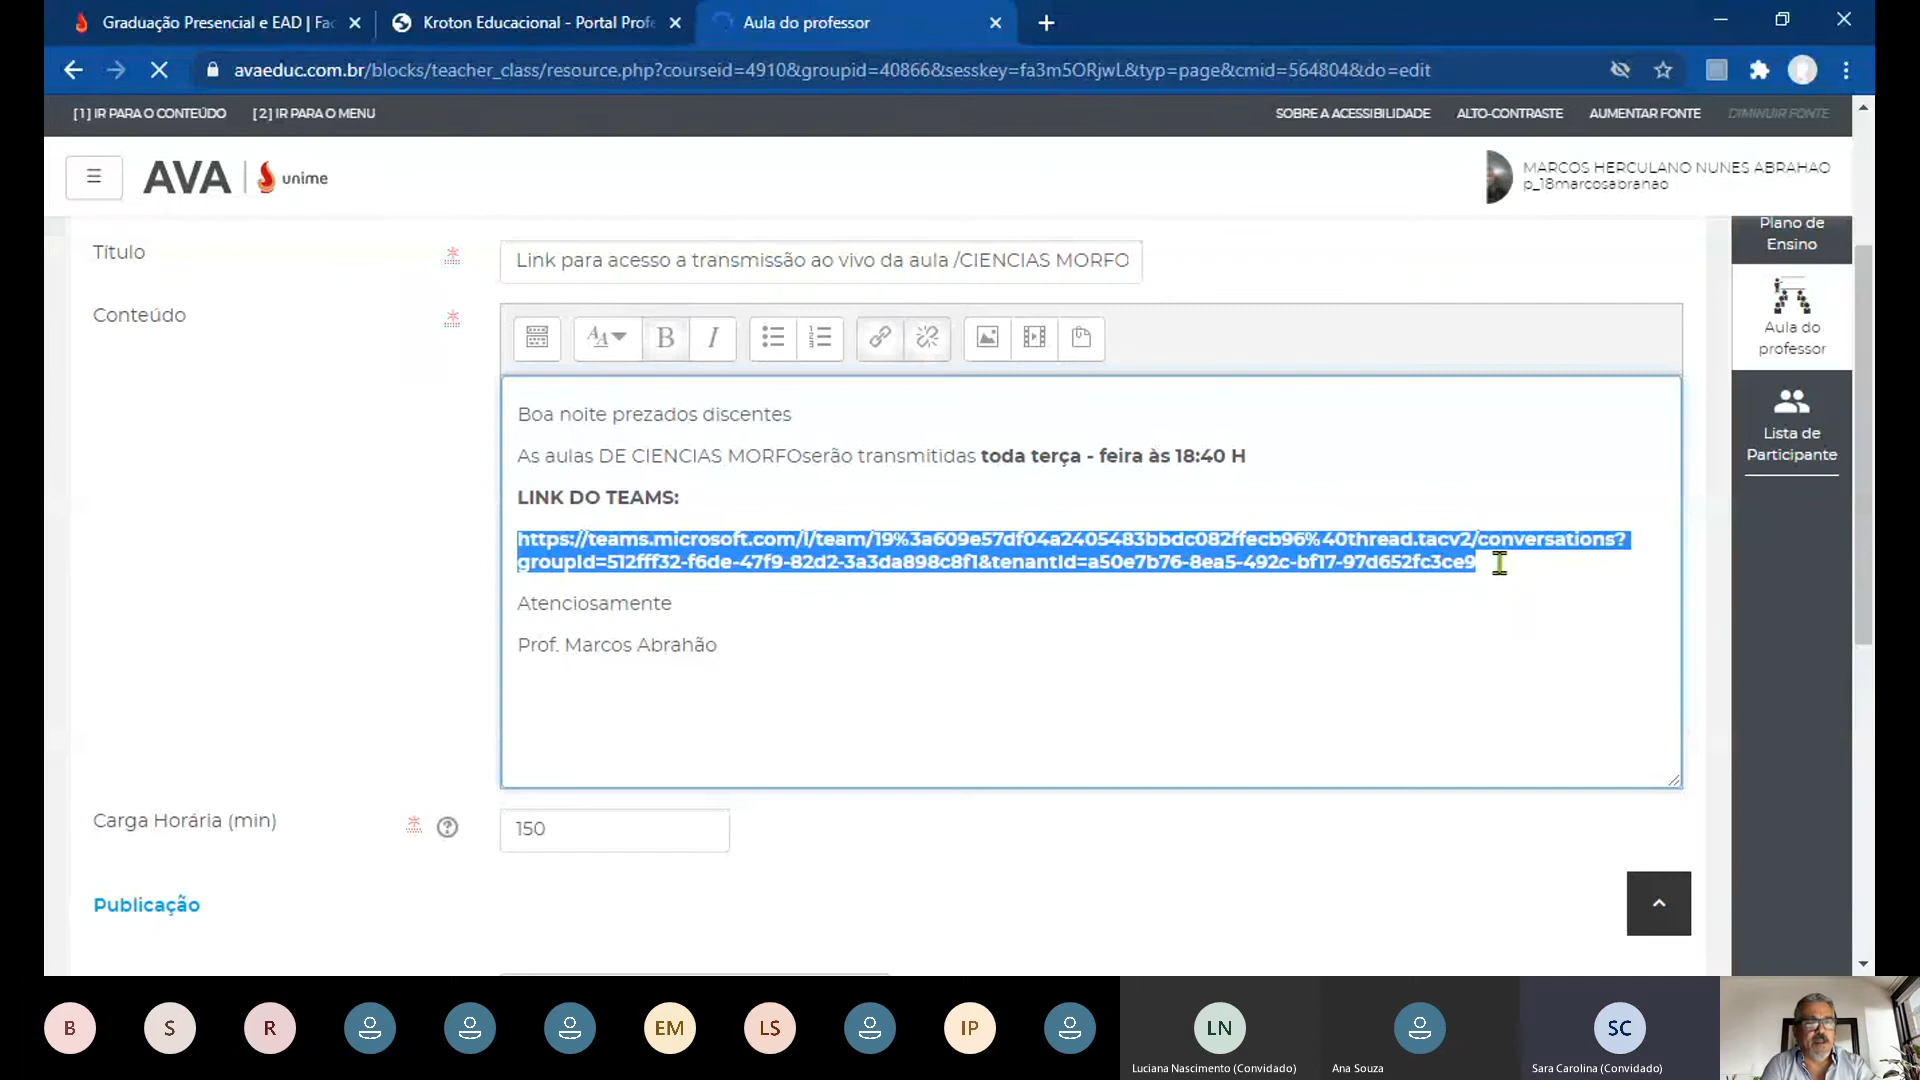 Graduação Presencial e EAD | Fac
Kroton Educacional - Portal Profe
Aula do professor
avaeduc.com.br/blocks/teacher_class/resource.php?courseid=4910&groupid=40866&sesskey=fa3m5ORjwL&typ=page&cmid=564804&do=edit
[1] IR PARA O CONTEÚDO [2] IR PARA O MENU SOBRE A ACESSIBILIDADE ALTO-CONTRASTE AUMENTAR FONTE DIMINUIR FONTE
AVA unime
MARCOS HERCULANO NUNES ABRAHAO
p_18marcosabrahao
Plano de
Ensino
Aula do
professor
Lista de
Participante
Título
Link para acesso a transmissão ao vivo da aula /CIENCIAS MORFO
Conteúdo
Boa noite prezados discentes
As aulas DE CIENCIAS MORFOserão transmitidas toda terça - feira às 18:40 H
LINK DO TEAMS:
https://teams.microsoft.com/l/team/19%3a609e57df04a2405483bbdc082ffecb96%40thread.tacv2/conversations?
groupId=512fff32-f6de-47f9-82d2-3a3da898c8f1&tenantId=a50e7b76-8ea5-492c-bf17-97d652fc3ce9
Atenciosamente
Prof. Marcos Abrahão
Carga Horária (min)
150
Publicação
B S R EM LS IP LN SC
Luciana Nascimento (Convidado) Ana Souza Sara Carolina (Convidado)